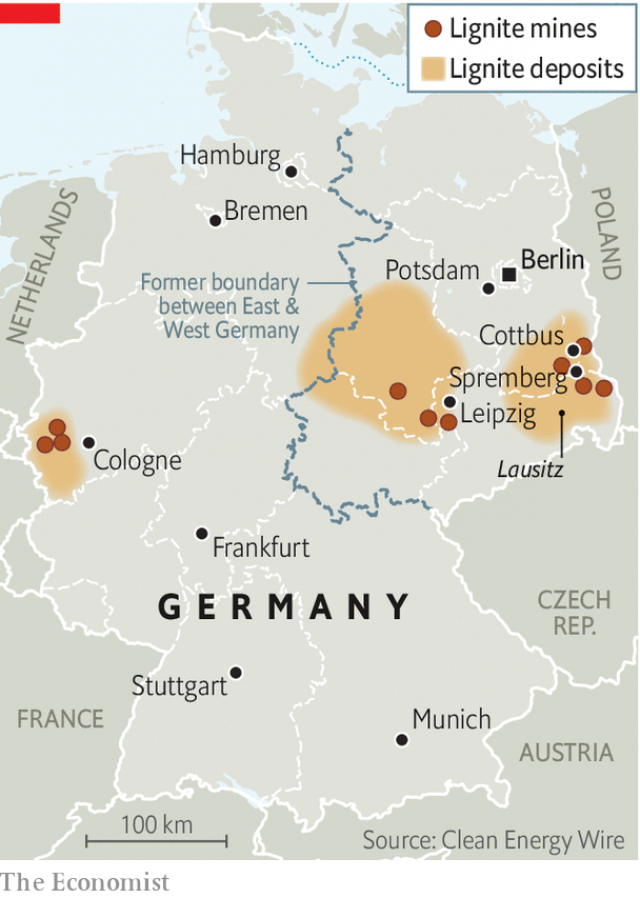 Lignite mines
Lignite deposits
Hamburg
Bremen
NETHERLANDS
POLAND
Former boundary
between East &
West Germany
Potsdam
Berlin
Cottbus
Spremberg
Leipzig
Lausitz
Cologne
Frankfurt
GERMANY
CZECH
REP.
Stuttgart
FRANCE
Munich
AUSTRIA
100 km
Source: Clean Energy Wire
The Economist